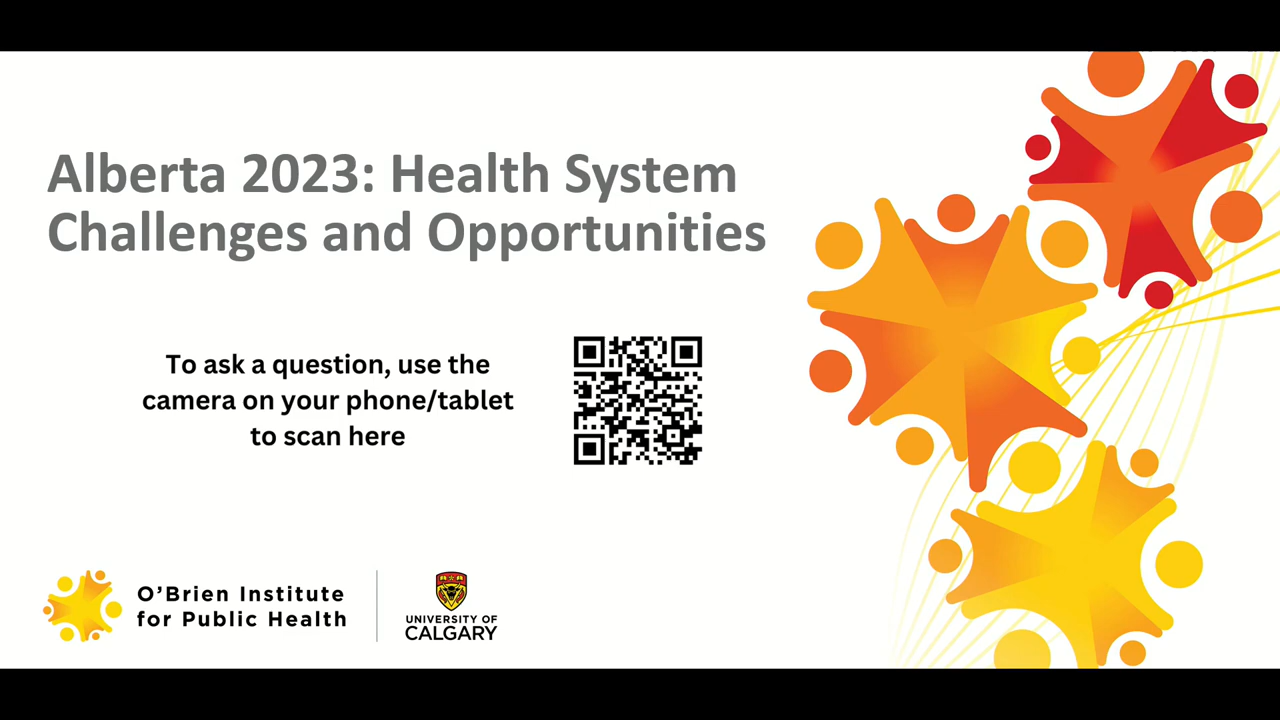 Alberta 2023: Health System
Challenges and Opportunities
To ask a question, use the
camera on your phone/tablet
to scan here
O’Brien Institute
for Public Health
UNIVERSITY OF
CALGARY